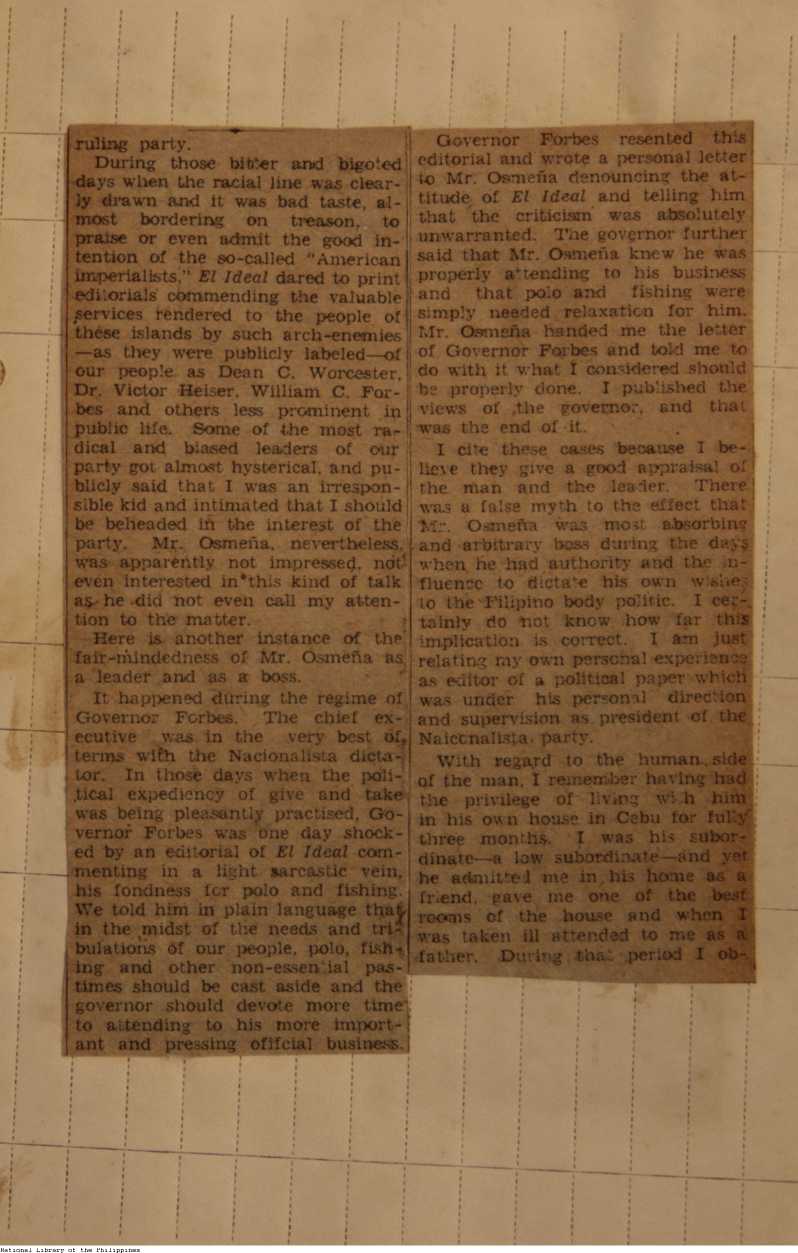 ruling party.
During those bitter and bigoted
days when the racial line was clear-
ly drawn and it was bad taste, al-
most bordering on treason, to
praise or even admit the good in-
tention of the so-called "American
imperialists," El Ideal dared to print
editorials commending the valuable
services rendered to the people of
these islands by such arch-enemies
—as they were publicly labeled—of
our people as Dean C. Worcester,
Dr. Victor Heiser, William C. For-
bes and others less prominent in
public life. Some of the most ra-
dical and biased leaders of our
party got almost hysterical, and pu-
blicly said that I was an irrespon-
sible kid and intimated that I should
be beheaded in the interest of the
party. Mr. Osmeña, nevertheless,
was apparently not impressed, not
even interested in this kind of talk
as he did not even call my atten-
tion to the matter.
Here is another instance of the
fair-mindedness of Mr. Osmeña as
a leader and as a boss.
It happened during the regime of
Governor Forbes. The chief ex-
ecutive was in the very best of
terms with the Nacionalista dicta-
tor. In those days when the poli-
tical expediency of give and take
was being pleasantly practised, Go-
vernor Forbes was one day shock-
ed by an editorial of El Ideal com-
menting in a light sarcastic vein,
his fondness for polo and fishing.
We told him in plain language that
in the midst of the needs and tri-
bulations of our people, polo, fish-
ing and other non-essential pas-
times should be cast aside and the
governor should devote more time
to attending to his more import-
ant and pressing ofifcial business.
Governor Forbes resented this
editorial and wrote a personal letter
to Mr. Osmeña denouncing the at-
titude of El Ideal and telling him
that the criticism was absolutely
unwarranted. The governor further
said that Mr. Osmeña knew he was
properly attending to his business
and that polo and fishing were
simply needed relaxation for him.
Mr. Osmeña handed me the letter
of Governor Forbes and told me to
do with it what I considered should
be properly done. I published the
views of the governor, and that
was the end of it.
I cite these cases because I be-
lieve they give a good appraisal of
the man and the leader. There
was a false myth to the effect that
Mr. Osmeña was most absorbing
and arbitrary boss during the days
when he had authority and the in-
fluence to dictate his own wishes
to the Filipino body politic. I cer-
tainly do not know how far this
implication is correct. I am just
relating my own personal experience
as editor of a political paper which
was under his personal direction
and supervision as president of the
Naiccnalista party.
With regard to the human side
of the man, I remember having had
the privilege of living with him
in his own house in Cebu for fully
three months. I was his subor-
dinate—a low subordinate—and yet
he admitted me in his home as a
friend, gave me one of the best
rooms of the house and when I
was taken ill attended to me as a
father. During that period I ob-
National Library of the Philippines